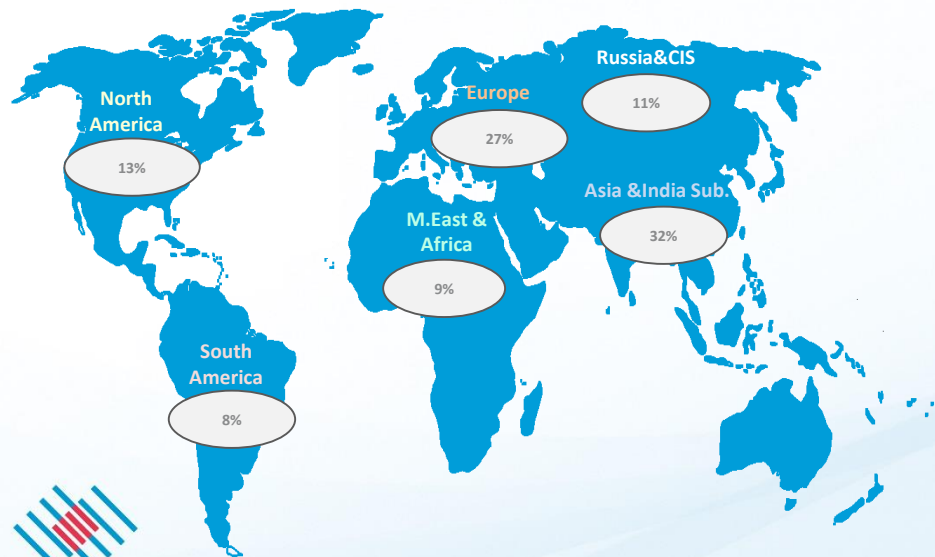 Russia&CIS
11%
North
America
13%
Europe
27%
Asia &India Sub.
32%
M.East &
Africa
9%
South
America
8%